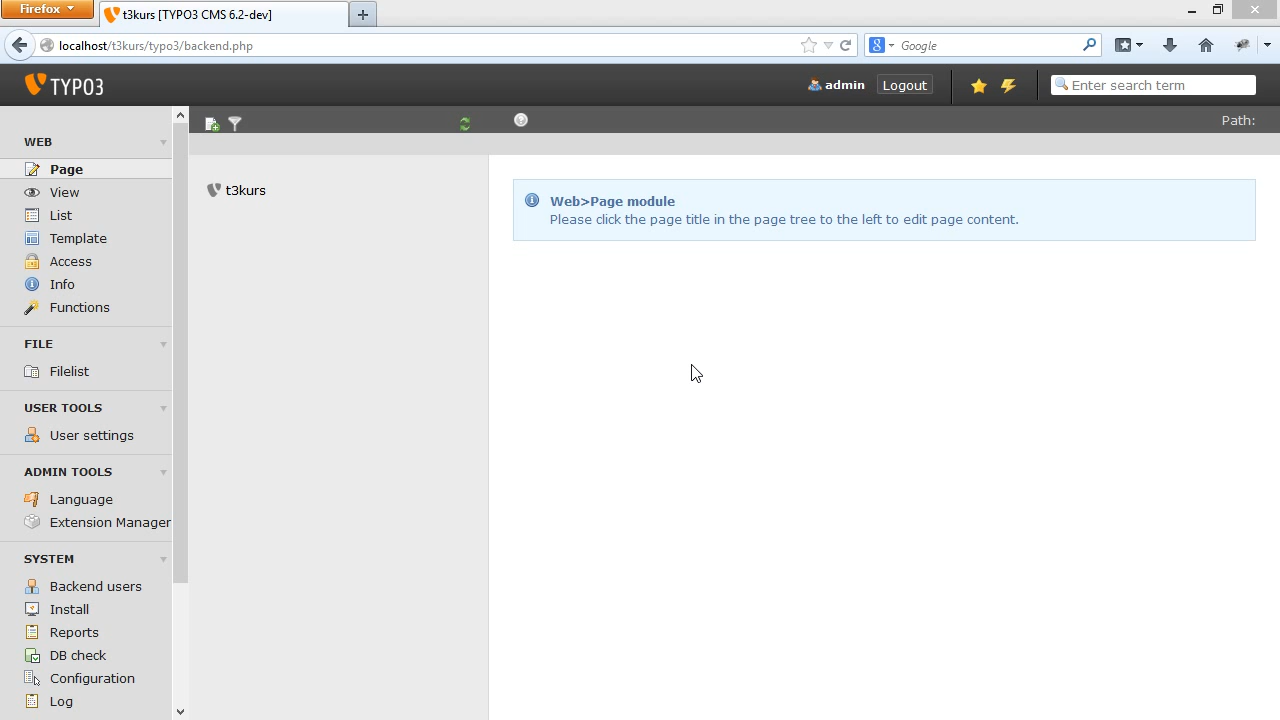 Firefox
t3kurs [TYPO3 CMS 6.2-dev]
localhost/t3kurs/typo3/backend.php
Google
TYPO3
admin
Logout
Enter search term
Path:
WEB
Page
View
List
Template
Access
Info
Functions
FILE
Filelist
USER TOOLS
User settings
ADMIN TOOLS
Language
Extension Manager
SYSTEM
Backend users
Install
Reports
DB check
Configuration
Log
t3kurs
Web>Page module
Please click the page title in the page tree to the left to edit page content.